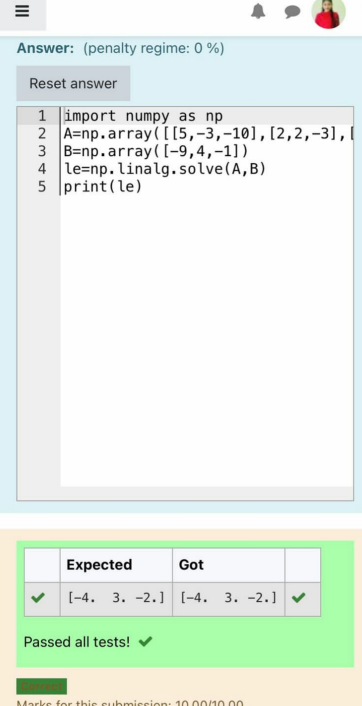 Answer: (penalty regime: 0 %)
Reset answer
1 import numpy as np
2 A=np.array([[5,-3,-10],[2,2,-3],[
3 B=np.array([-9,4,-1])
4 le=np.linalg.solve(A,B)
5 print(le)
Expected Got
[-4. 3. -2.] [-4. 3. -2.]
Passed all tests!
Marks for this submission: 10.00/10.00